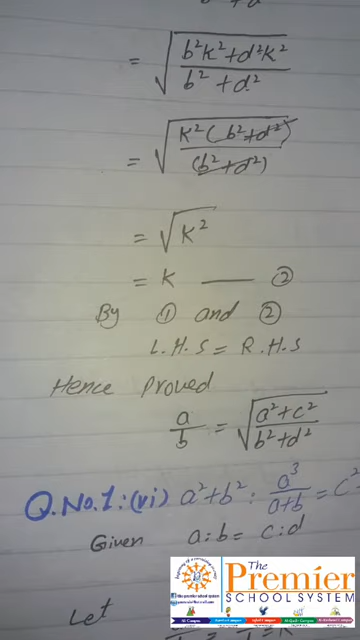 = √(b²k²+d²k² / b²+d²)
= √(k²(b²+d²) / (b²+d²))
= √k²
= k —— ②
By ① and ②
L.H.S = R.H.S
Hence Proved
a/b = √(a²+c² / b²+d²)
Q.No.1:(vi) a²+b² : a³/a+b = c²
Given a:b = c:d
Let
The
Premier
SCHOOL SYSTEM